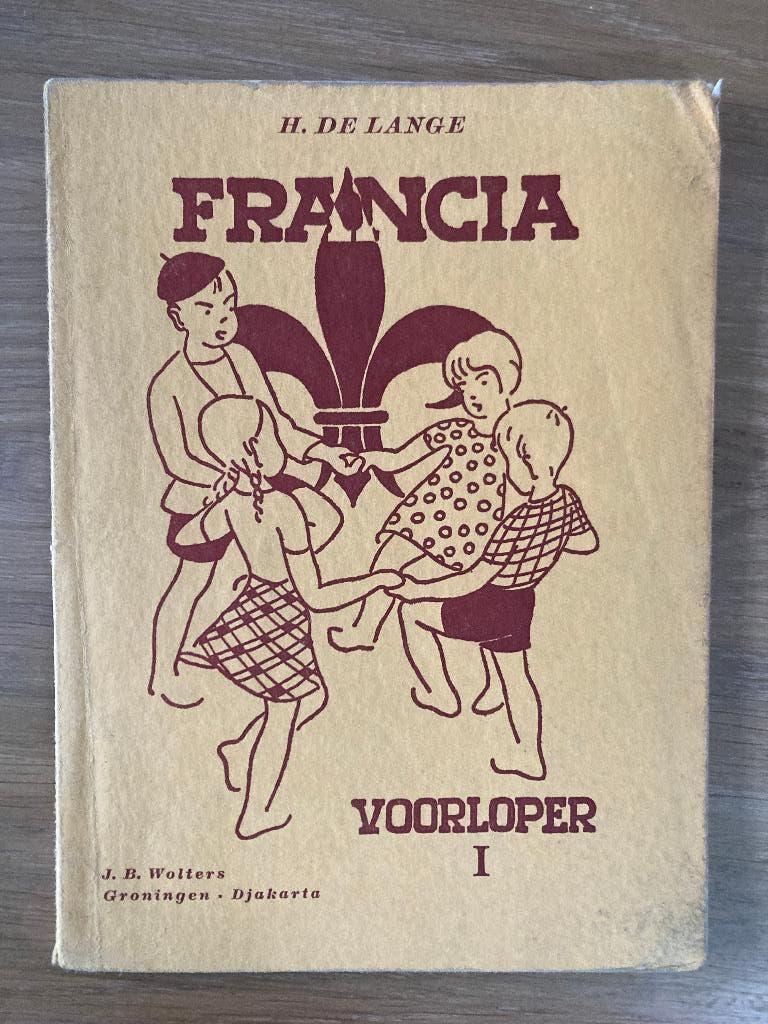 H. DE LANGE
FRANCIA
VOORLOPER
I
J. B. Wolters
Groningen · Djakarta